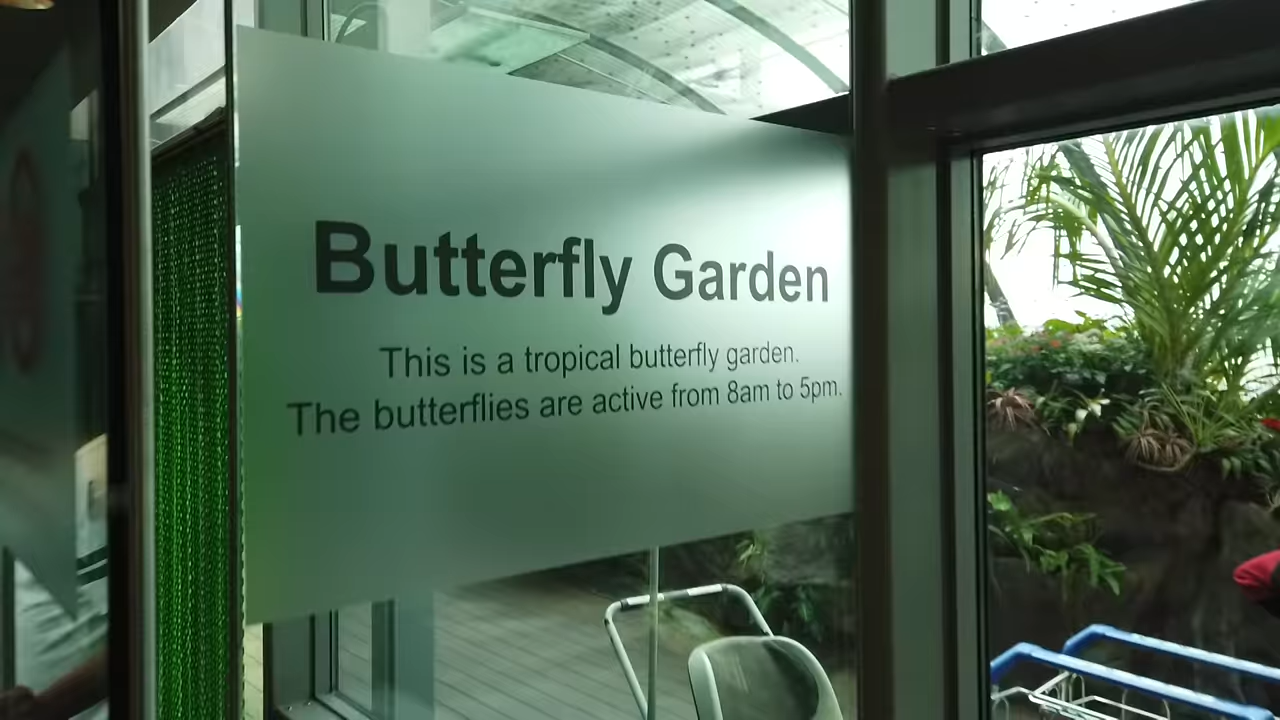 Butterfly Garden
This is a tropical butterfly garden.
The butterflies are active from 8am to 5pm.